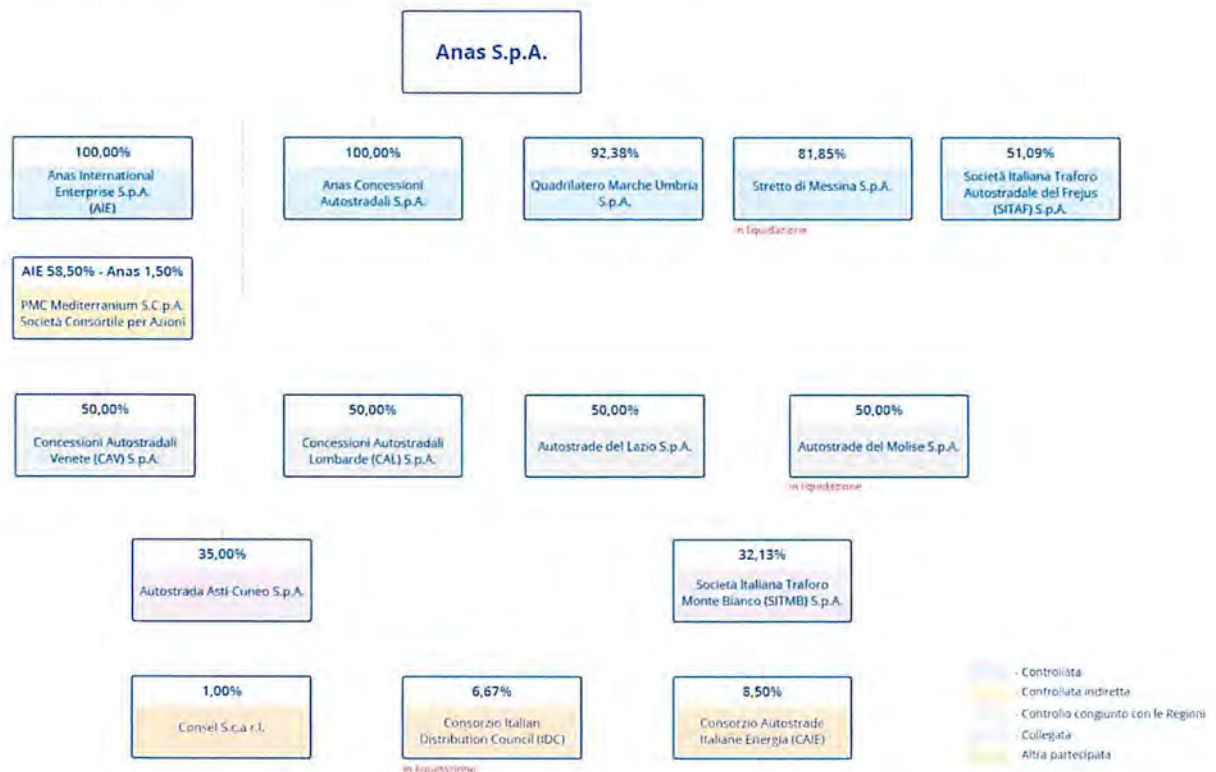 Anas S.p.A.
100,00%
Anas International
Enterprise S.p.A.
(AIE)
100,00%
Anas Concessioni
Autostradali S.p.A.
92,38%
Quadrilatero Marche Umbria
S.p.A.
81,85%
Stretto di Messina S.p.A.
in liquidazione
51,09%
Società Italiana Traforo
Autostradale del Frejus
(SITAF) S.p.A.
AIE 58,50% - Anas 1,50%
PMC Mediterranium S.C.p.A.
Società Consortile per Azioni
50,00%
Concessioni Autostradali
Venete (CAV) S.p.A.
50,00%
Concessioni Autostradali
Lombarde (CAL) S.p.A.
50,00%
Autostrade del Lazio S.p.A.
50,00%
Autostrade del Molise S.p.A.
in liquidazione
35,00%
Autostrada Asti-Cuneo S.p.A.
32,13%
Società Italiana Traforo
Monte Bianco (SITMB) S.p.A.
1,00%
Consel S.c.a r.l.
6,67%
Consorzio Italian
Distribution Council (IDC)
in liquidazione
8,50%
Consorzio Autostrade
Italiane Energia (CAIE)
- Controllata
- Controllata indiretta
- Controllo congiunto con le Regioni
- Collegata
- Altra partecipata